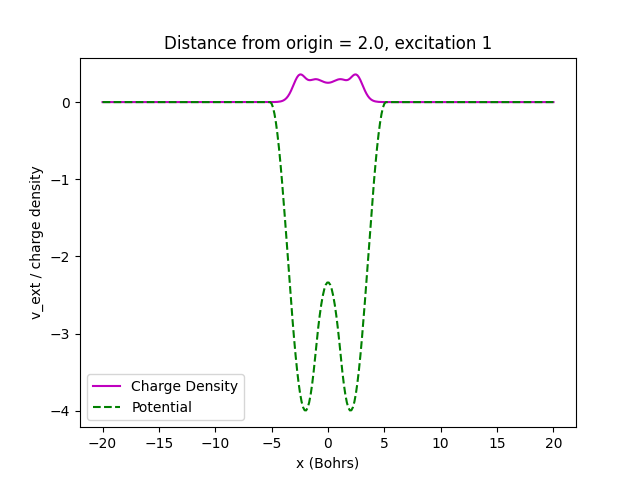 Distance from origin = 2.0, excitation 1
v_ext / charge density
0
−1
−2
−3
−4
Charge Density
Potential
−20
−15
−10
−5
0
5
10
15
20
x (Bohrs)